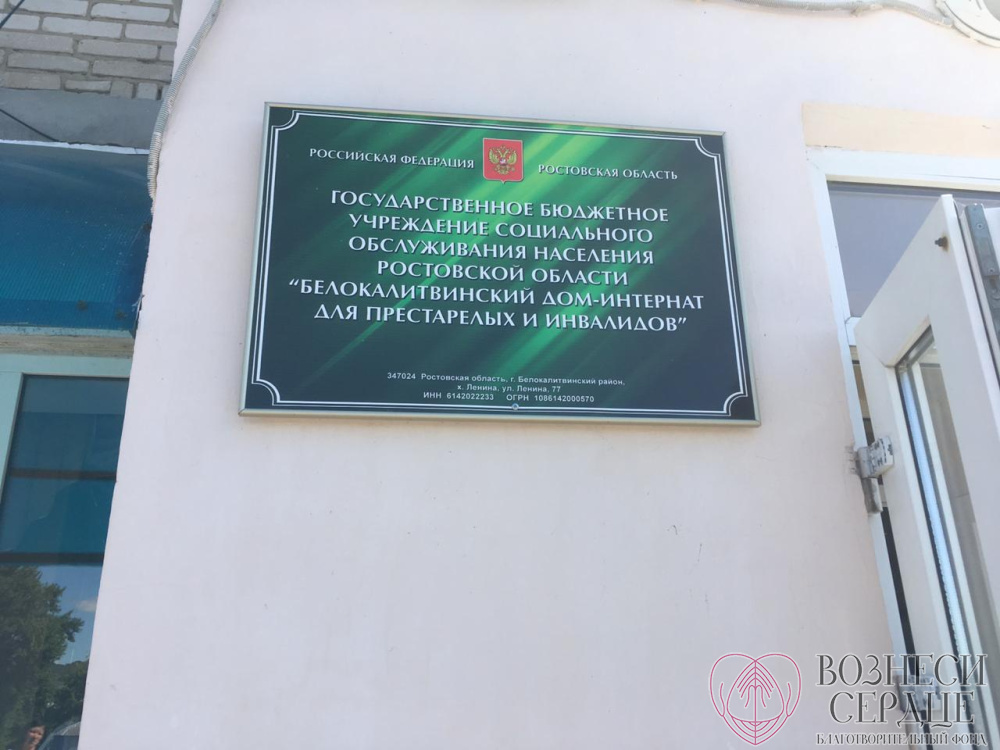 РОССИЙСКАЯ ФЕДЕРАЦИЯ РОСТОВСКАЯ ОБЛАСТЬ
ГОСУДАРСТВЕННОЕ БЮДЖЕТНОЕ
УЧРЕЖДЕНИЕ СОЦИАЛЬНОГО
ОБСЛУЖИВАНИЯ НАСЕЛЕНИЯ
РОСТОВСКОЙ ОБЛАСТИ
"БЕЛОКАЛИТВИНСКИЙ ДОМ-ИНТЕРНАТ
ДЛЯ ПРЕСТАРЕЛЫХ И ИНВАЛИДОВ"
347024 Ростовская область, г. Белокалитвинский район,
х. Ленина, ул. Ленина, 77
ИНН 6142022233 ОГРН 1086142000570
ВОЗНЕСИ
СЕРДЦЕ
БЛАГОТВОРИТЕЛЬНЫЙ ФОНД